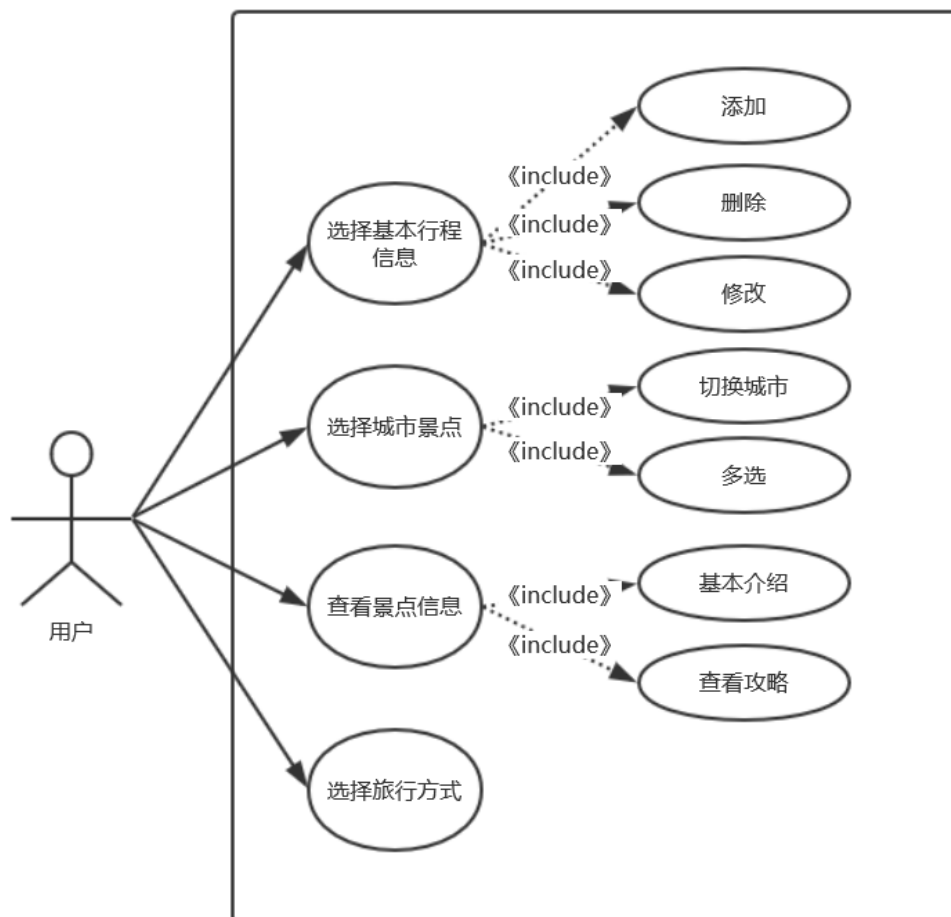 添加
《include》
删除
选择基本行程
信息
《include》
《include》
修改
切换城市
《include》
选择城市景点
《include》
多选
基本介绍
《include》
查看景点信息
用户
《include》
查看攻略
选择旅行方式